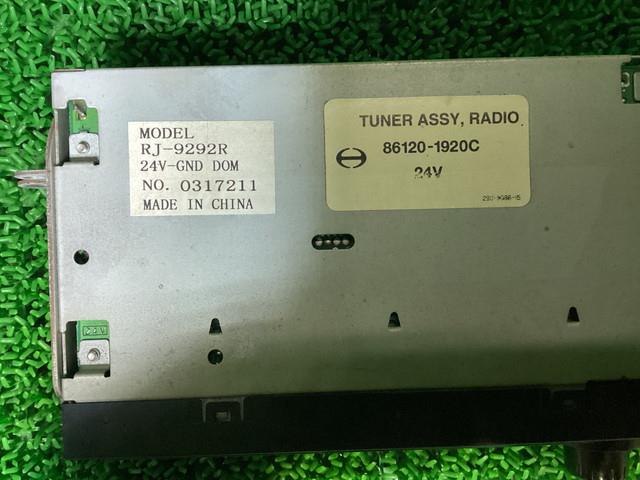 MODEL
RJ-9292R
24V-GND DOM
NO. 0317211
MADE IN CHINA
TUNER ASSY, RADIO
86120-1920C
24V